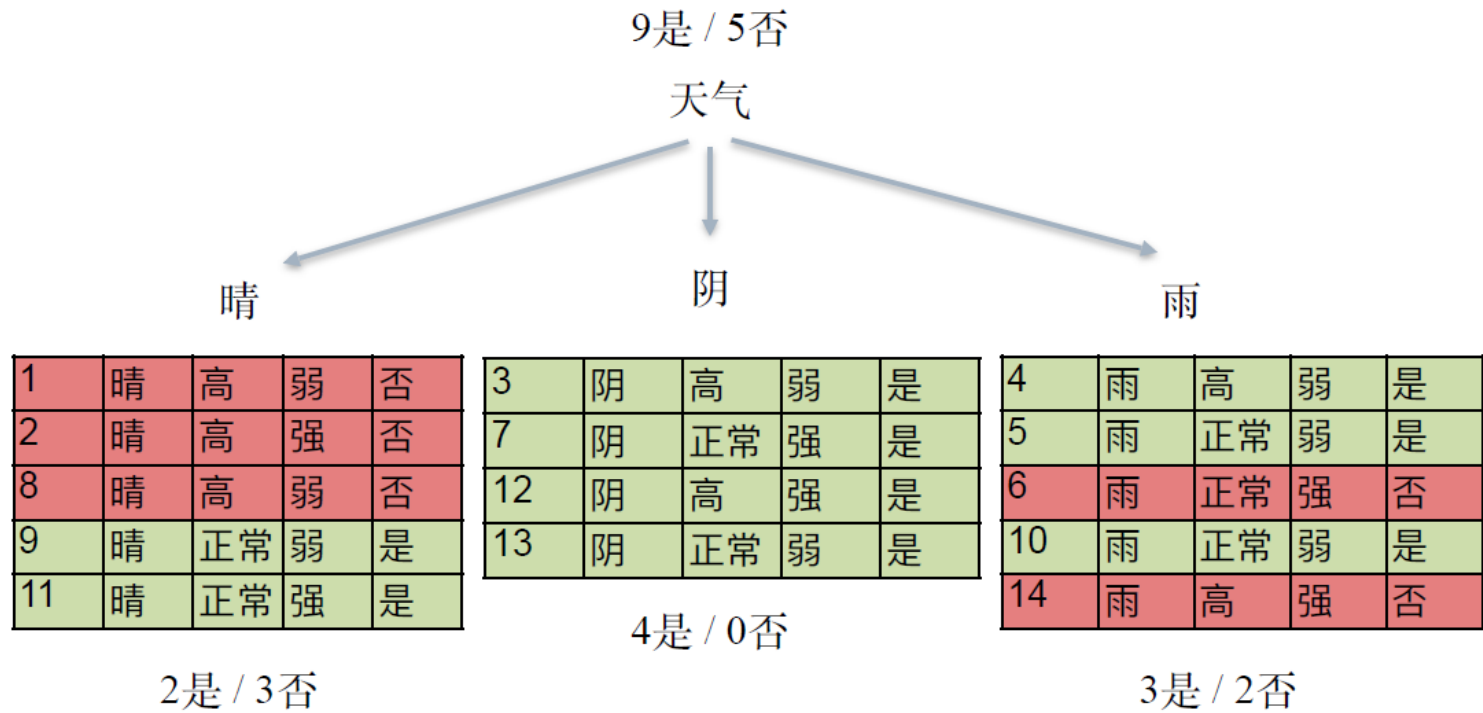 9是 / 5否
天气
晴
1 晴 高 弱 否
2 晴 高 强 否
8 晴 高 弱 否
9 晴 正常 弱 是
11 晴 正常 强 是
2是 / 3否
阴
3 阴 高 弱 是
7 阴 正常 强 是
12 阴 高 强 是
13 阴 正常 弱 是
4是 / 0否
雨
4 雨 高 弱 是
5 雨 正常 弱 是
6 雨 正常 强 否
10 雨 正常 弱 是
14 雨 高 强 否
3是 / 2否